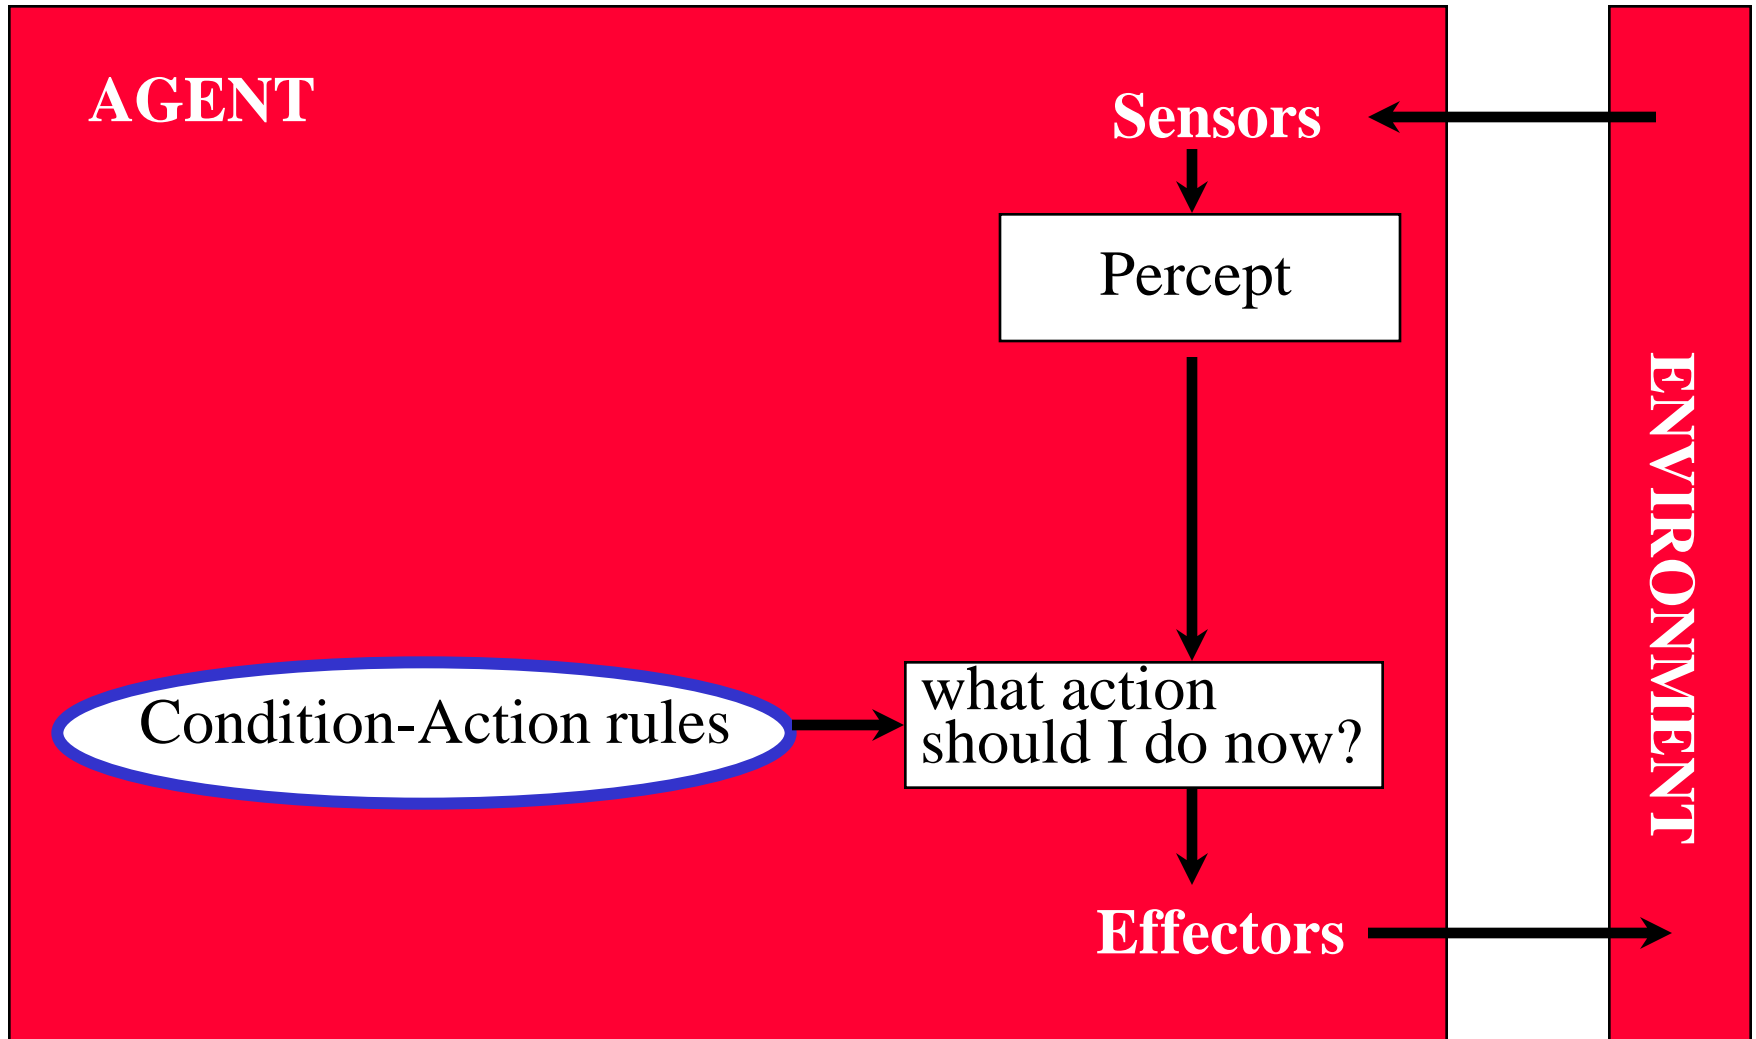 AGENT
Sensors
Percept
ENVIRONMENT
Condition-Action rules
what action
should I do now?
Effectors